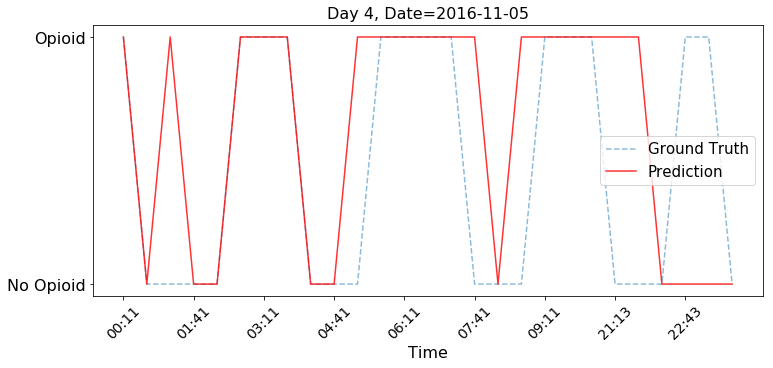 Day 4, Date=2016-11-05
Opioid
No Opioid
Ground Truth
Prediction
00:11
01:41
03:11
04:41
06:11
07:41
09:11
21:13
22:43
Time